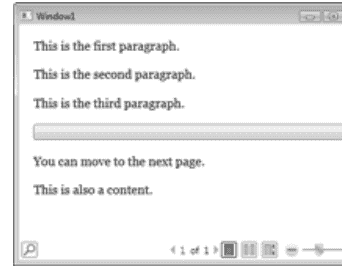 Window1
This is the first paragraph.
This is the second paragraph.
This is the third paragraph.
You can move to the next page.
This is also a content.
1 of 1